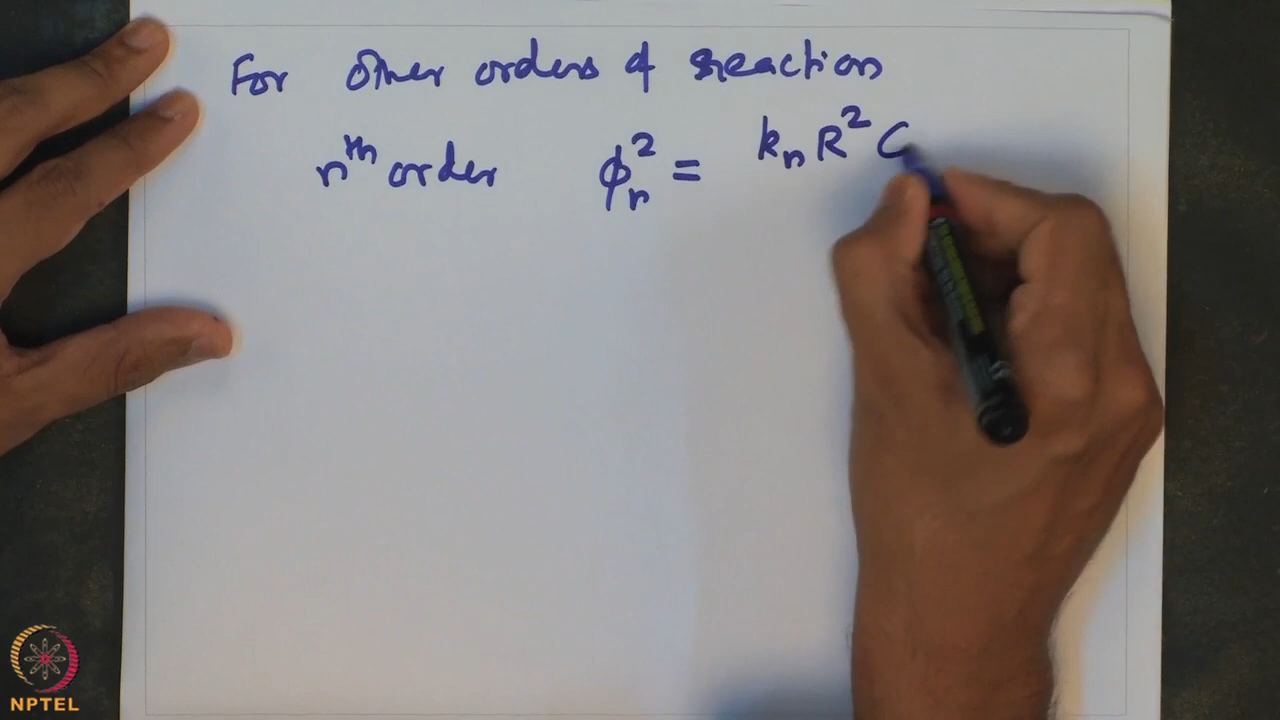 For other orders of reaction
nᵗʰ order ϕₙ² = kₙ R² C
NPTEL